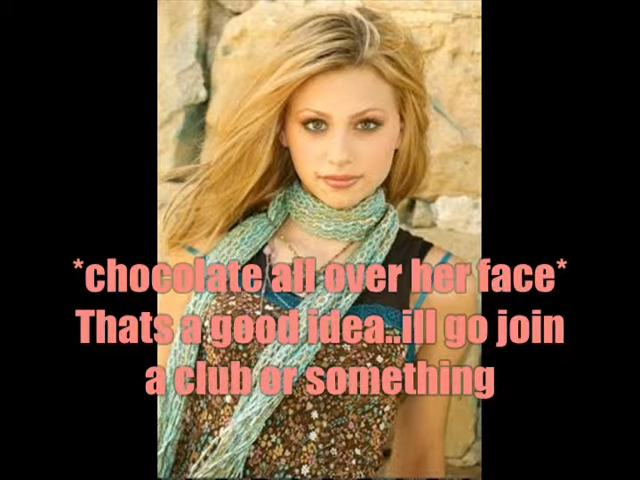 *chocolate all over her face*
Thats a good idea..ill go join
a club or something